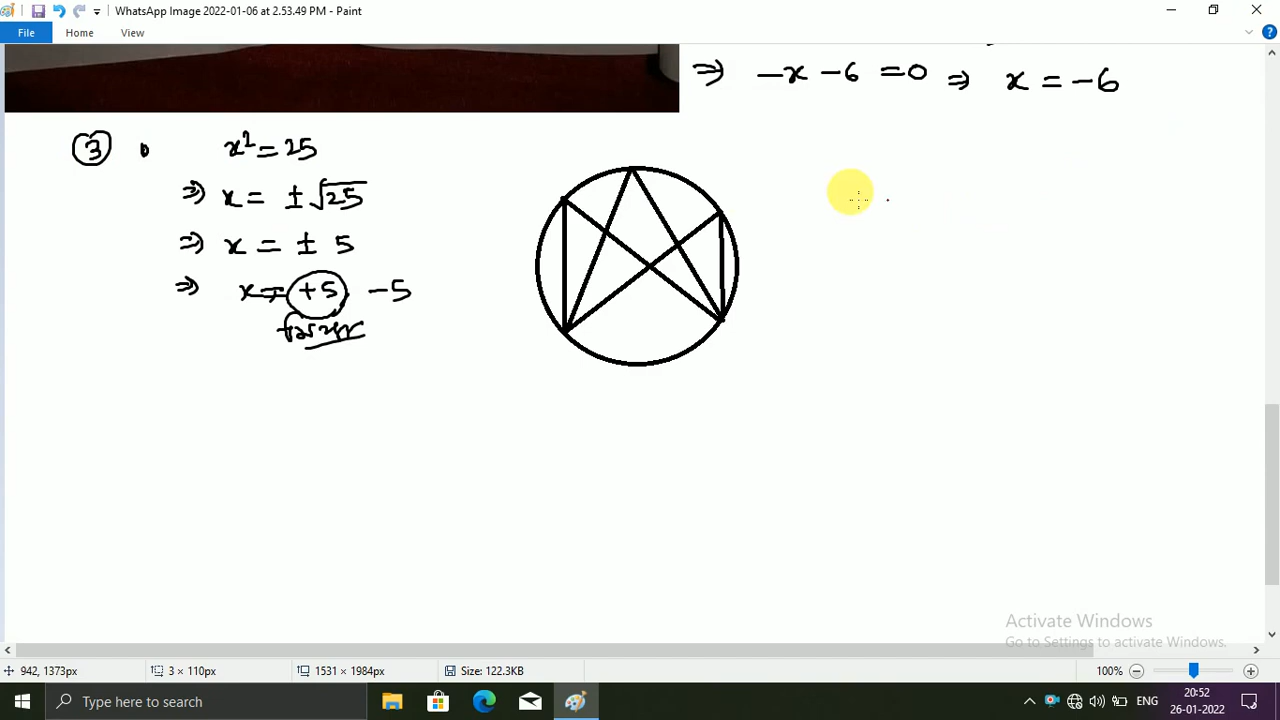 WhatsApp Image 2022-01-06 at 2.53.49 PM - Paint
File Home View
⇒ -x -6 =0 ⇒ x = -6
③ x²=25
⇒ x = ±√25
⇒ x = ± 5
⇒ x = +5 -5
Activate Windows
Go to Settings to activate Windows.
942, 1373px 3 × 110px 1531 × 1984px Size: 122.3KB 100%
Type here to search
ENG
20:52
26-01-2022